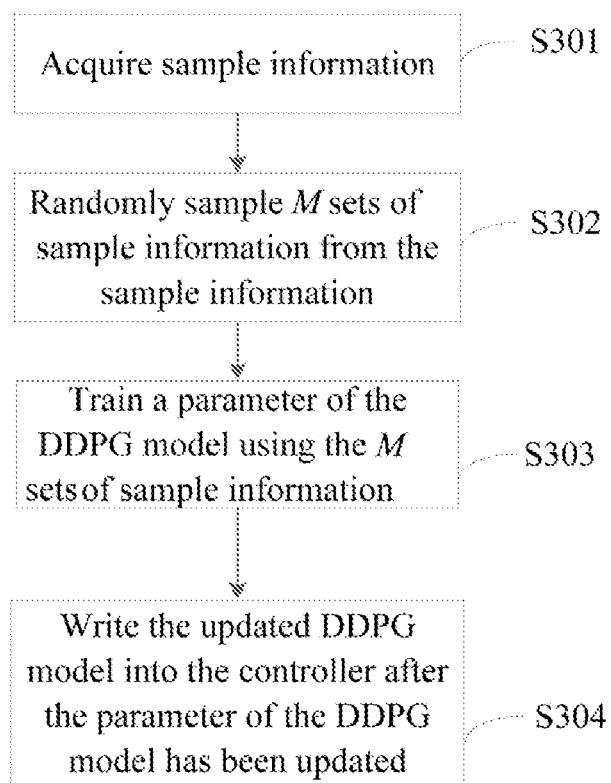 Acquire sample information
S301
Randomly sample M sets of
sample information from the
sample information
S302
Train a parameter of the
DDPG model using the M
sets of sample information
S303
Write the updated DDPG
model into the controller after
the parameter of the DDPG
model has been updated
S304